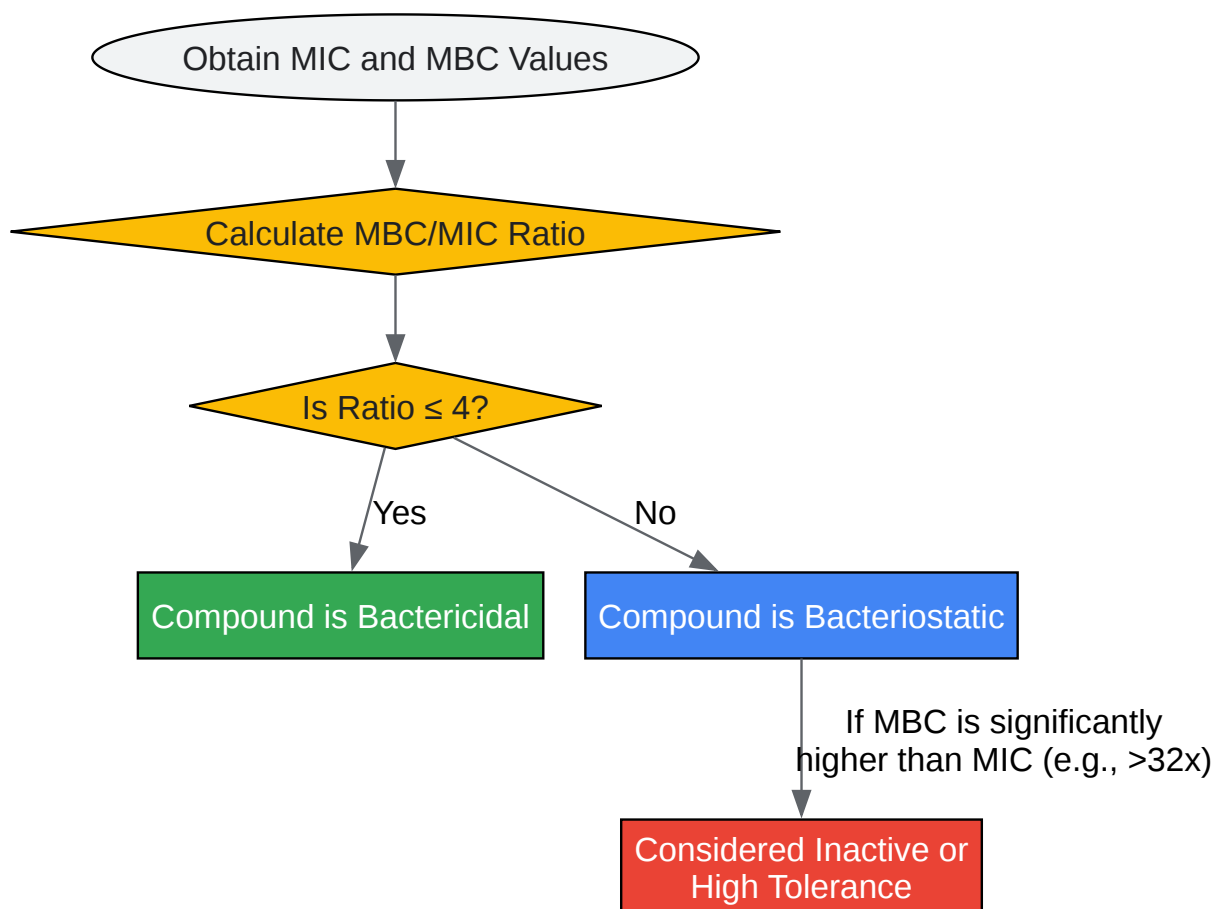 Obtain MIC and MBC Values
Calculate MBC/MIC Ratio
Is Ratio ≤ 4?
Yes
No
Compound is Bactericidal
Compound is Bacteriostatic
If MBC is significantly
higher than MIC (e.g., >32x)
Considered Inactive or
High Tolerance